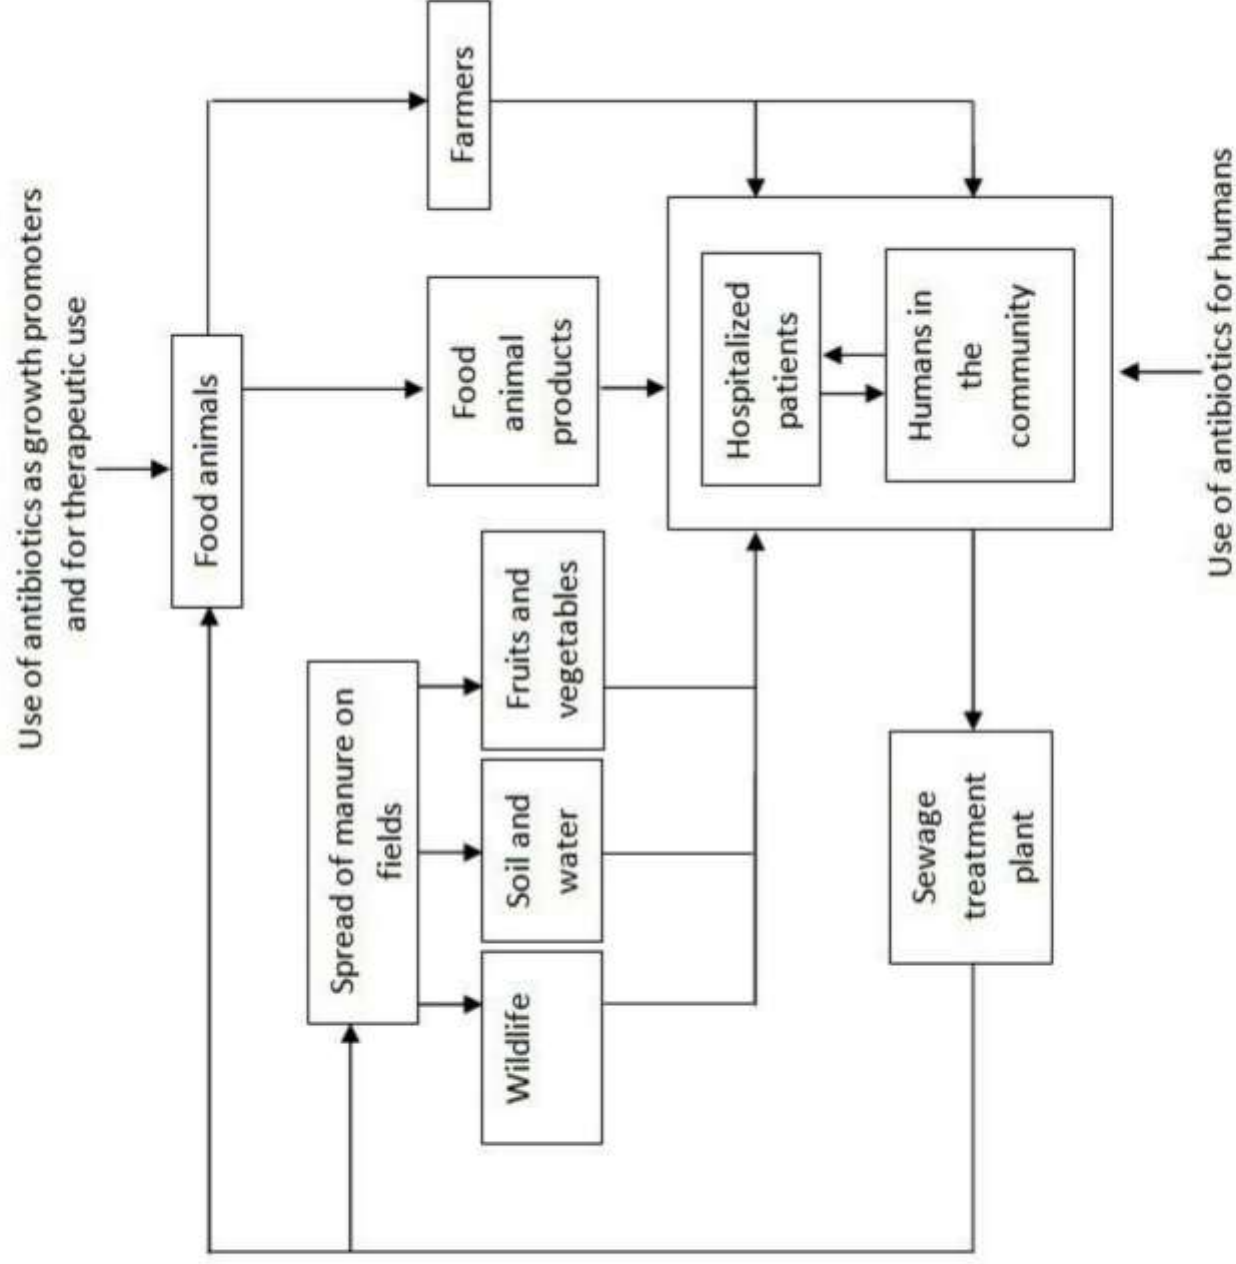 Use of antibiotics as growth promoters
and for therapeutic use
Food animals
Spread of manure on
fields
Wildlife
Soil and
water
Fruits and
vegetables
Food
animal
products
Farmers
Hospitalized
patients
Humans in
the
community
Sewage
treatment
plant
Use of antibiotics for humans